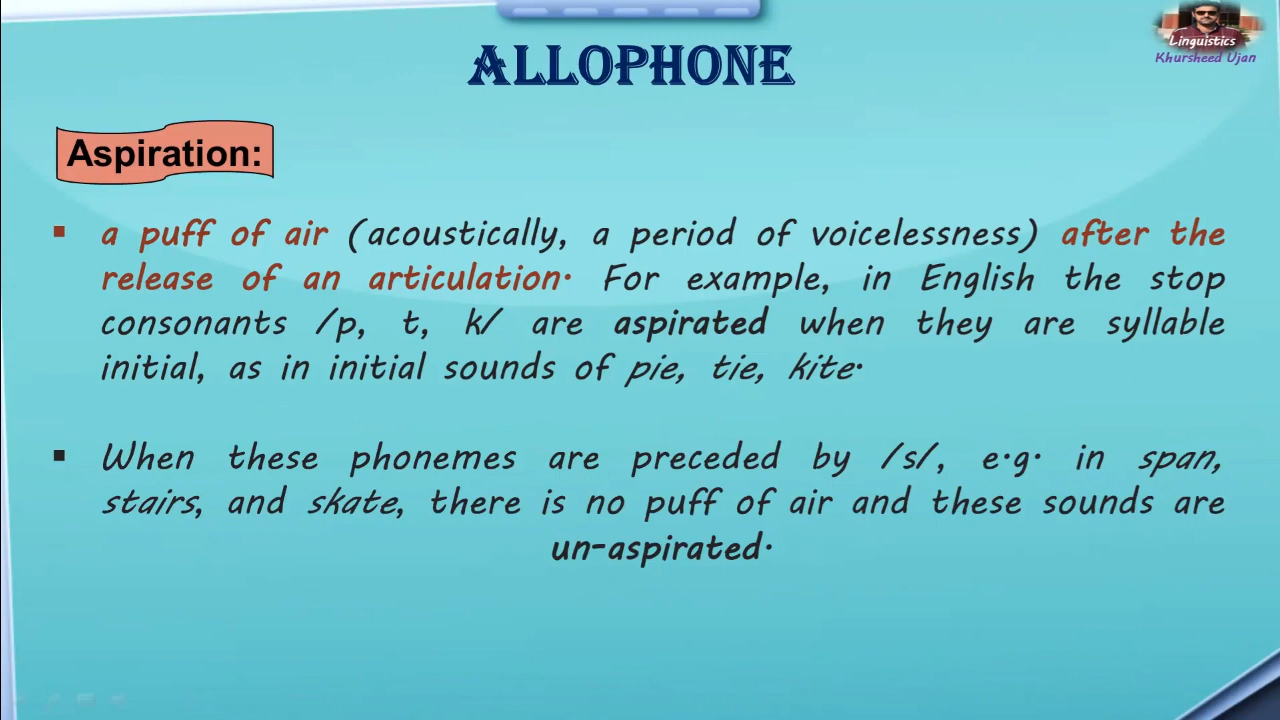 Linguistics
Khursheed Ujan
ALLOPHONE
Aspiration:
▪ a puff of air (acoustically, a period of voicelessness) after the
release of an articulation. For example, in English the stop
consonants /p, t, k/ are aspirated when they are syllable
initial, as in initial sounds of pie, tie, kite.
▪ When these phonemes are preceded by /s/, e.g. in span,
stairs, and skate, there is no puff of air and these sounds are
un-aspirated.